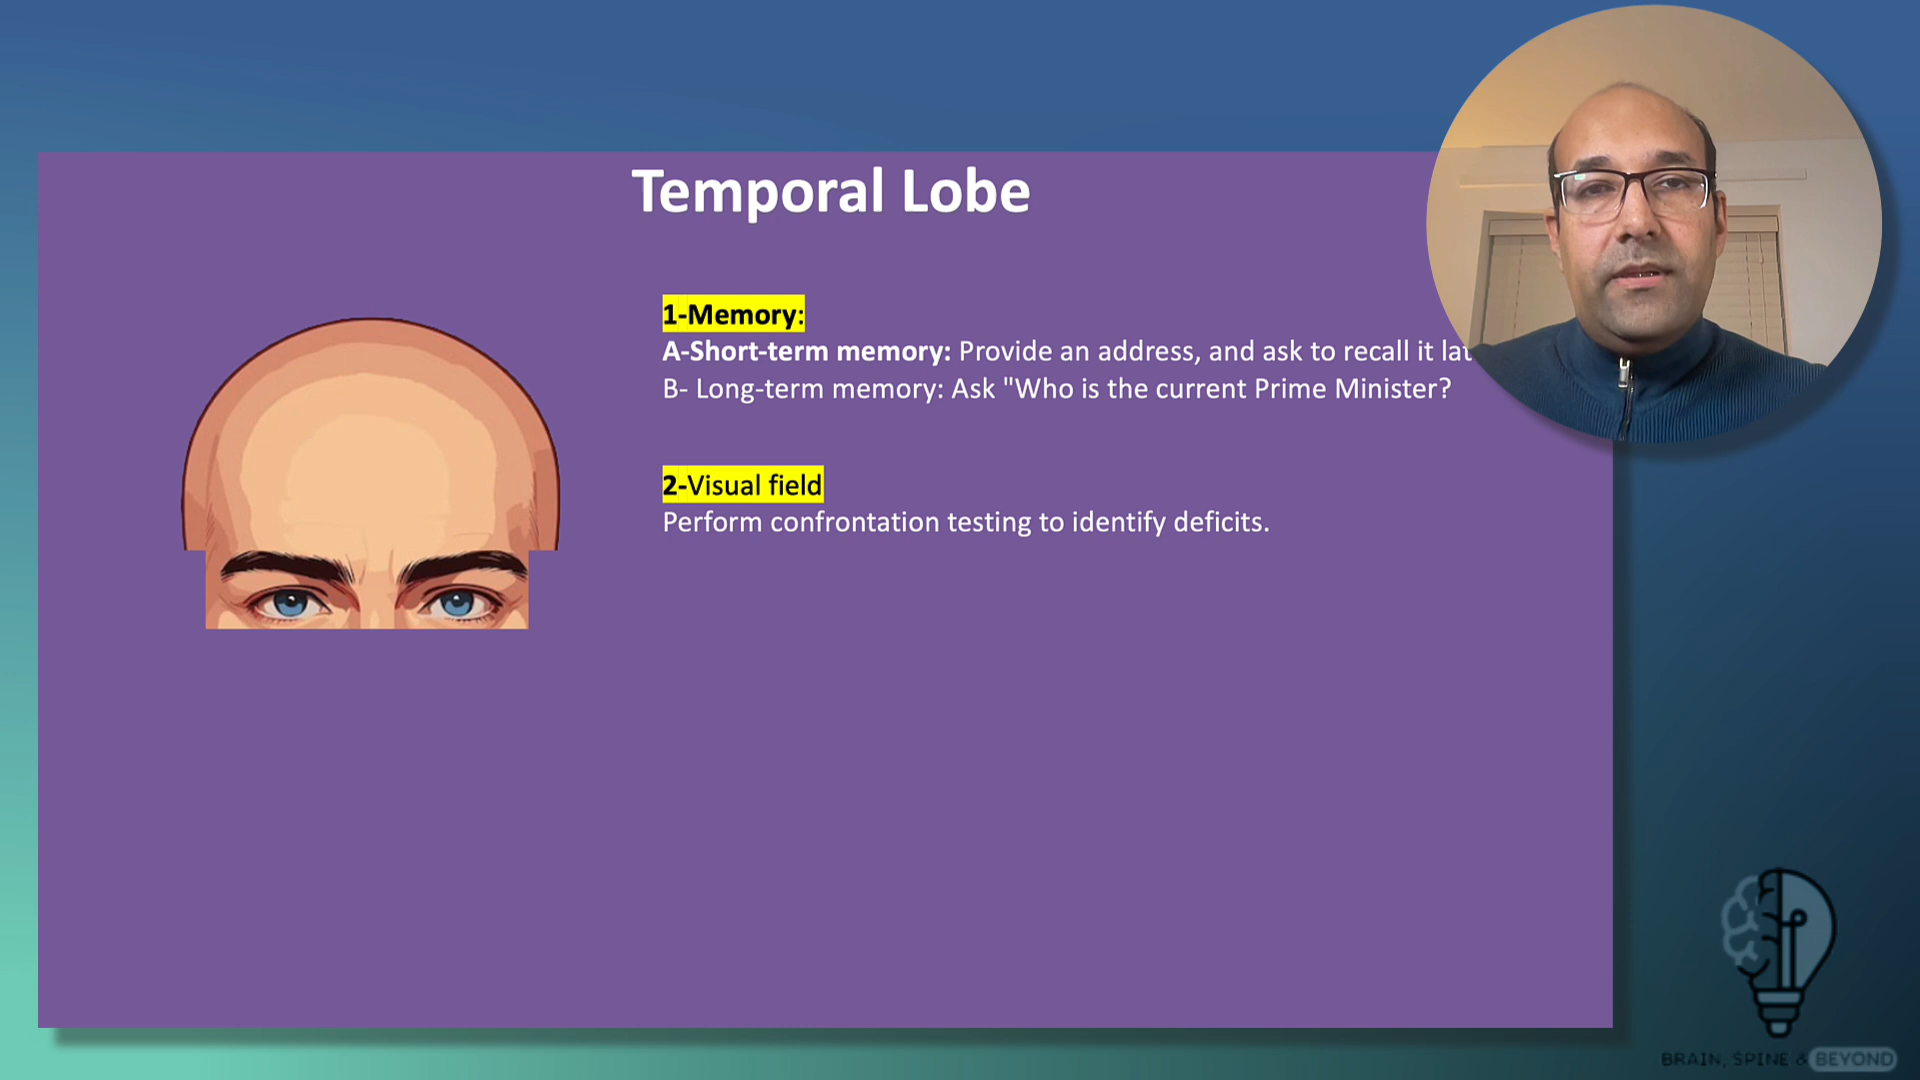 Temporal Lobe
1-Memory:
A-Short-term memory: Provide an address, and ask to recall it
B- Long-term memory: Ask "Who is the current Prime Minister?
2-Visual field
Perform confrontation testing to identify deficits.
BRAIN, SPINE & BEYOND